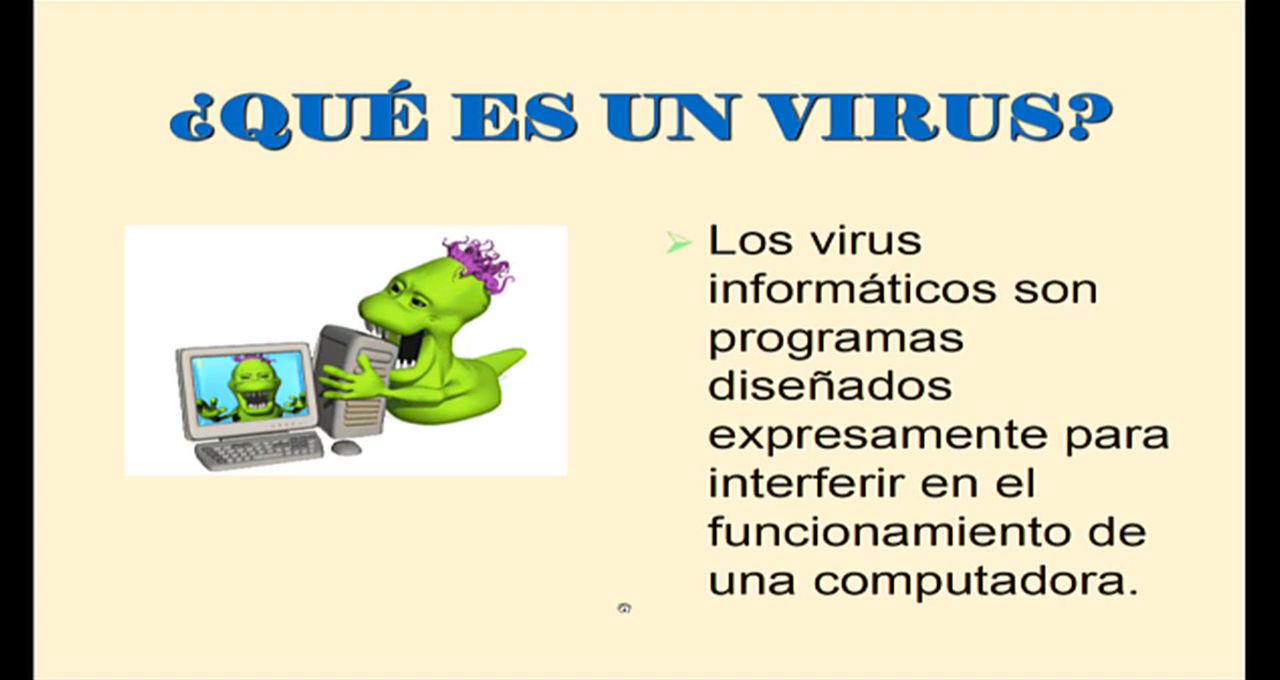 ¿QUÉ ES UN VIRUS?
Los virus
informáticos son
programas
diseñados
expresamente para
interferir en el
funcionamiento de
una computadora.